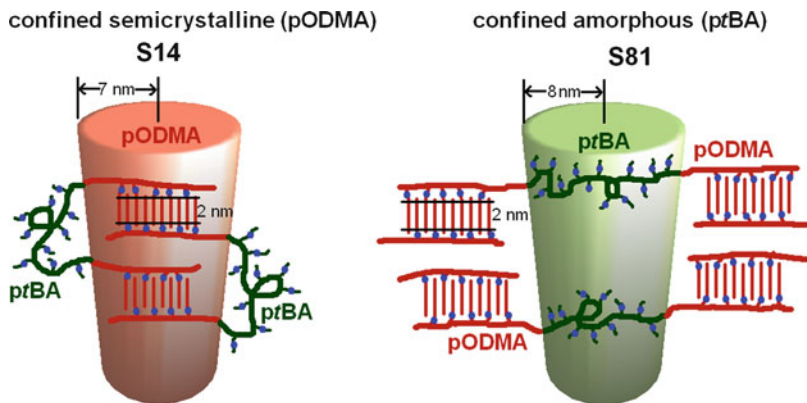 confined semicrystalline (pODMA)
S14
7 nm
pODMA
2 nm
ptBA
ptBA
confined amorphous (ptBA)
S81
8 nm
ptBA
pODMA
2 nm
pODMA